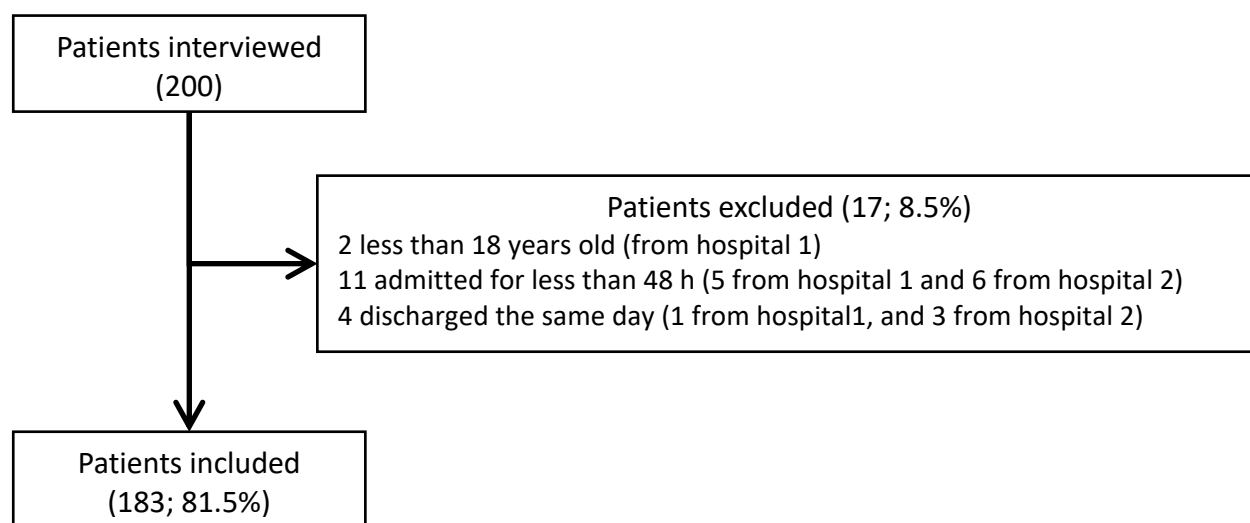 Patients interviewed
(200)
Patients excluded (17; 8.5%)
2 less than 18 years old (from hospital 1)
11 admitted for less than 48 h (5 from hospital 1 and 6 from hospital 2)
4 discharged the same day (1 from hospital1, and 3 from hospital 2)
Patients included
(183; 81.5%)